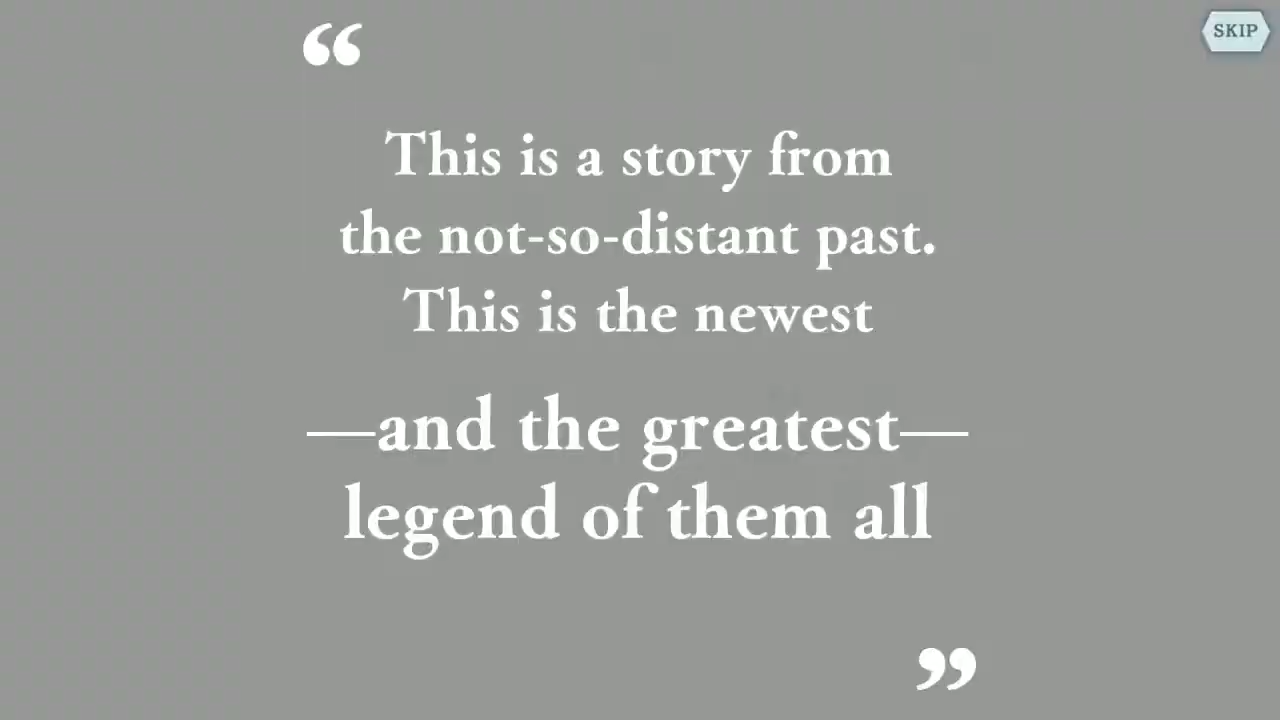 SKIP
“
This is a story from
the not-so-distant past.
This is the newest
—and the greatest—
legend of them all
”